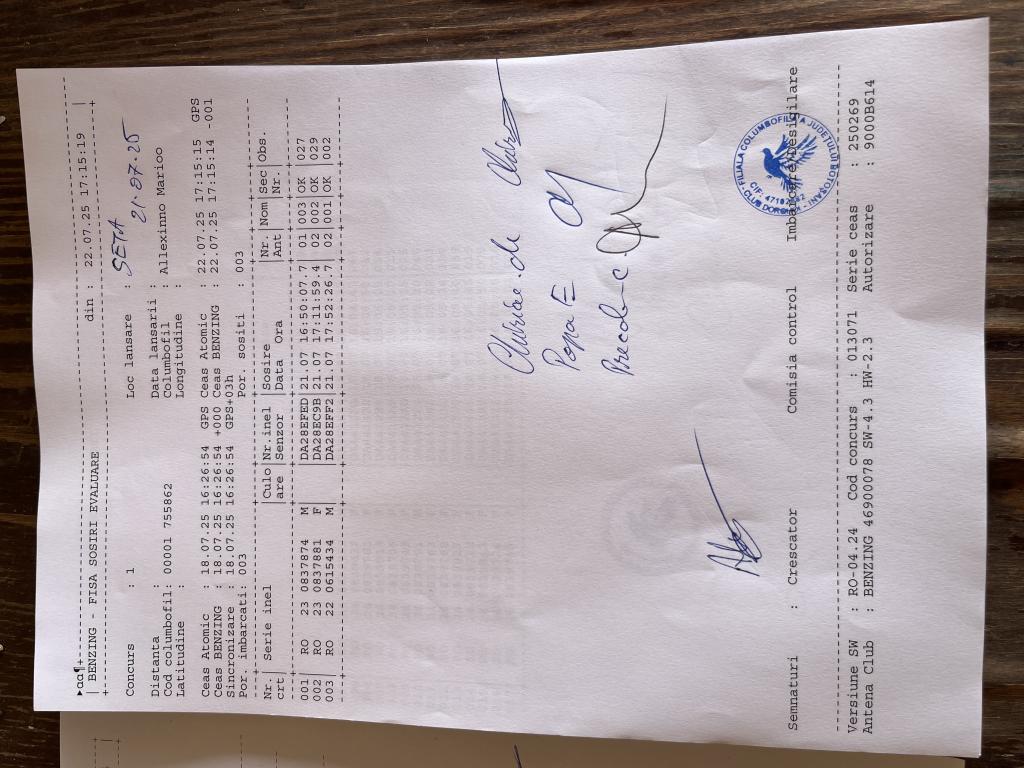 ►aa¶+
| BENZING - FISA SOSIRI EVALUARE din : 22.07.25 17:15:19 |
Concurs : 1 Loc lansare : SETA
Distanta : Data lansarii : 21.07.25
Cod columbofil: 00001 755862 Columbofil : Allexinno Marioo
Latitudine : Longitudine :
Ceas Atomic : 18.07.25 16:26:54 GPS Ceas Atomic : 22.07.25 17:15:15 GPS
Ceas BENZING : 18.07.25 16:26:54 +000 Ceas BENZING : 22.07.25 17:15:14 -001
Sincronizare : 18.07.25 16:26:54 GPS+03h
Por. imbarcati: 003 Por. sositi : 003
Nr. | Serie inel |Culo|Nr.inel |Sosire |Nr |Nom|Sec|Obs.
crt | |are |Senzor |Data Ora |Ant| |Nr.|
001| RO 23 0837874 M| |DA28EFED|21.07 16:50:07.7| 01|003|OK |027
002| RO 23 0837881 F| |DA28EC9B|21.07 17:11:59.4| 02|002|OK |029
003| RO 22 0615434 M| |DA28EFF2|21.07 17:52:26.7| 02|001|OK |002
Popa E
Semnaturi : Crescator Comisia control Imbarcare/Desigilare
FILIALA COLUMBOFILA A JUDETULUI BOTOȘANI
CIF: 47182
Versiune SW : RO-04.24 Cod concurs : 013071 Serie ceas : 250269
Antena Club : BENZING 46900078 SW-4.3 HW-2.3 Autorizare : 9000B614